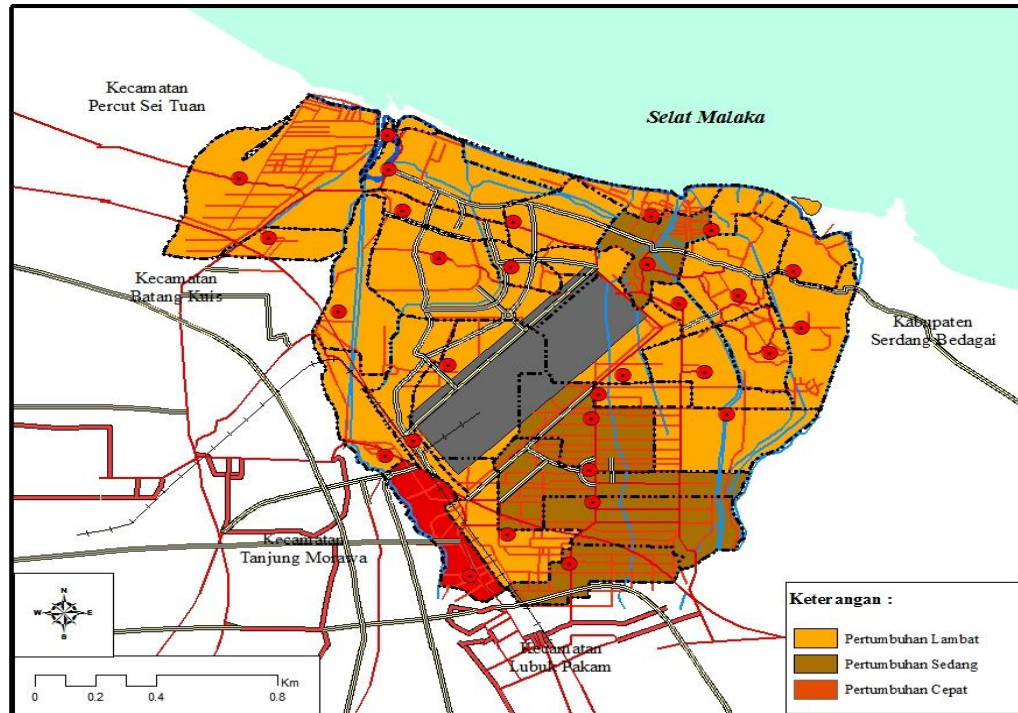 Kecamatan
Percut Sei Tuan
Selat Malaka
Kecamatan
Batang Kuis
Kabupaten
Serdang Bedagai
Kecamatan
Tanjung Morawa
Kecamatan
Lubuk Pakam
N
W E
S
0 0.2 0.4 0.8
Km
Keterangan :
Pertumbuhan Lambat
Pertumbuhan Sedang
Pertumbuhan Cepat